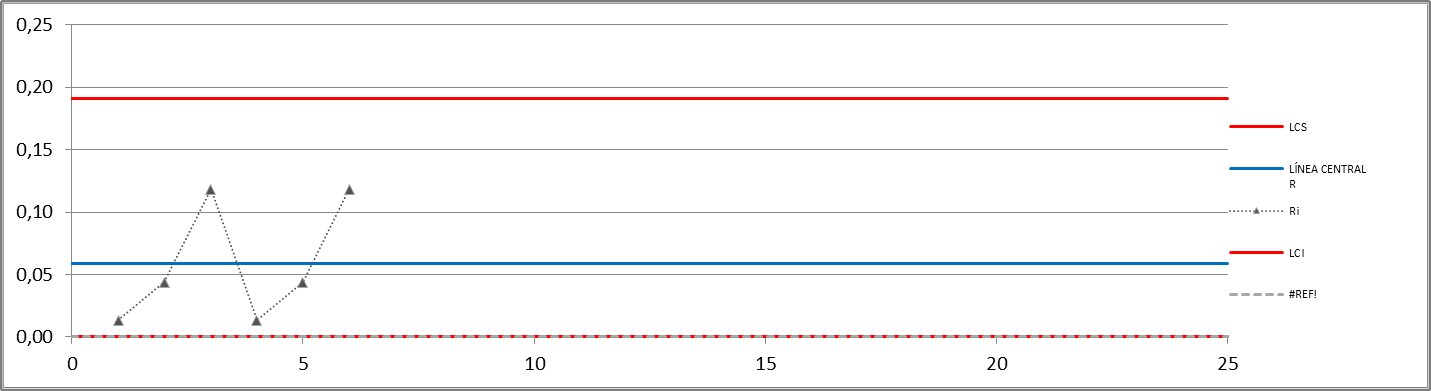 0,25
0,20
0,15
0,10
0,05
0,00
0 5 10 15 20 25
LCS
LÍNEA CENTRAL
R
Ri
LCI
#REF!